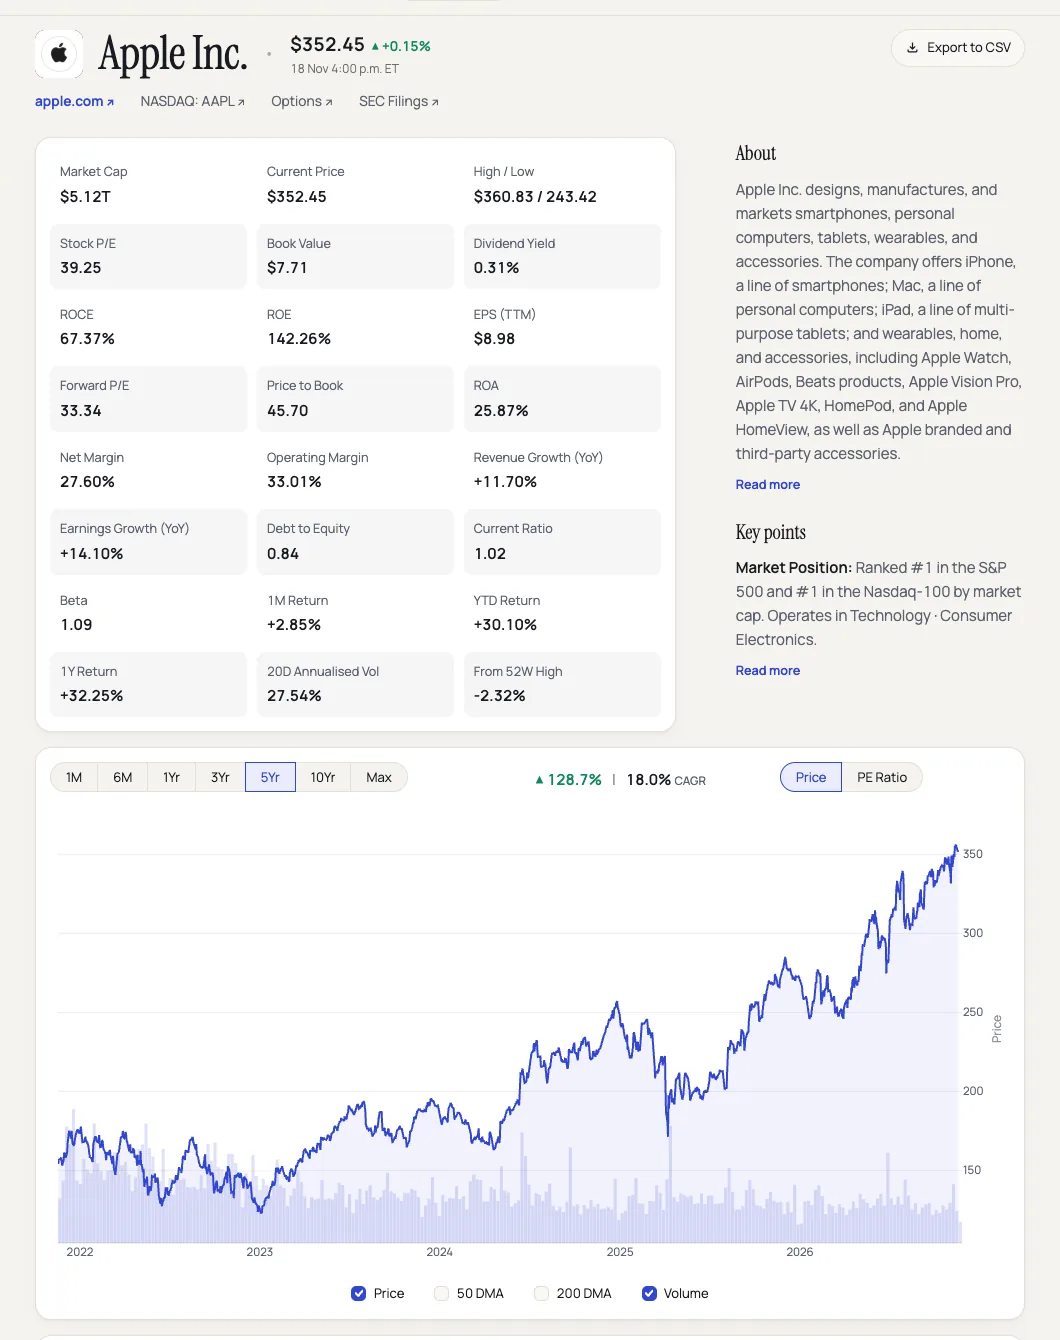 Apple Inc. · $352.45 ▲ +0.15%
18 Nov 4:00 p.m. ET
Export to CSV
apple.com ↗ NASDAQ: AAPL ↗ Options ↗ SEC Filings ↗
Market Cap Current Price High / Low
$5.12T $352.45 $360.83 / 243.42
Stock P/E Book Value Dividend Yield
39.25 $7.71 0.31%
ROCE ROE EPS (TTM)
67.37% 142.26% $8.98
Forward P/E Price to Book ROA
33.34 45.70 25.87%
Net Margin Operating Margin Revenue Growth (YoY)
27.60% 33.01% +11.70%
Earnings Growth (YoY) Debt to Equity Current Ratio
+14.10% 0.84 1.02
Beta 1M Return YTD Return
1.09 +2.85% +30.10%
1Y Return 20D Annualised Vol From 52W High
+32.25% 27.54% -2.32%
About
Apple Inc. designs, manufactures, and
markets smartphones, personal
computers, tablets, wearables, and
accessories. The company offers iPhone,
a line of smartphones; Mac, a line of
personal computers; iPad, a line of multi-
purpose tablets; and wearables, home,
and accessories, including Apple Watch,
AirPods, Beats products, Apple Vision Pro,
Apple TV 4K, HomePod, and Apple
HomeView, as well as Apple branded and
third-party accessories.
Read more
Key points
Market Position: Ranked #1 in the S&P
500 and #1 in the Nasdaq-100 by market
cap. Operates in Technology · Consumer
Electronics.
Read more
1M 6M 1Yr 3Yr 5Yr 10Yr Max
▲ 128.7% | 18.0% CAGR
Price PE Ratio
350
300
250
200
150
Price
2022 2023 2024 2025 2026
Price 50 DMA 200 DMA Volume